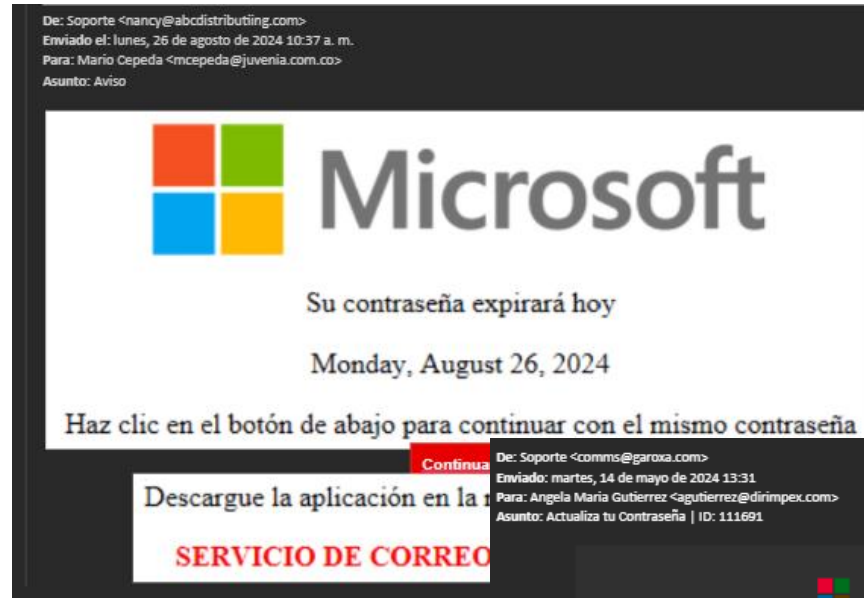 De: Soporte <nancy@abcdistributiing.com>
Enviado el: lunes, 26 de agosto de 2024 10:37 a. m.
Para: Mario Cepeda <mcepeda@juvenia.com.co>
Asunto: Aviso
Microsoft
Su contraseña expirará hoy
Monday, August 26, 2024
Haz clic en el botón de abajo para continuar con el mismo contraseña
Continua
Descargue la aplicación en la
SERVICIO DE CORREO
De: Soporte <comms@garoxa.com>
Enviado: martes, 14 de mayo de 2024 13:31
Para: Angela Maria Gutierrez <agutierrez@dirimpex.com>
Asunto: Actualiza tu Contraseña | ID: 111691